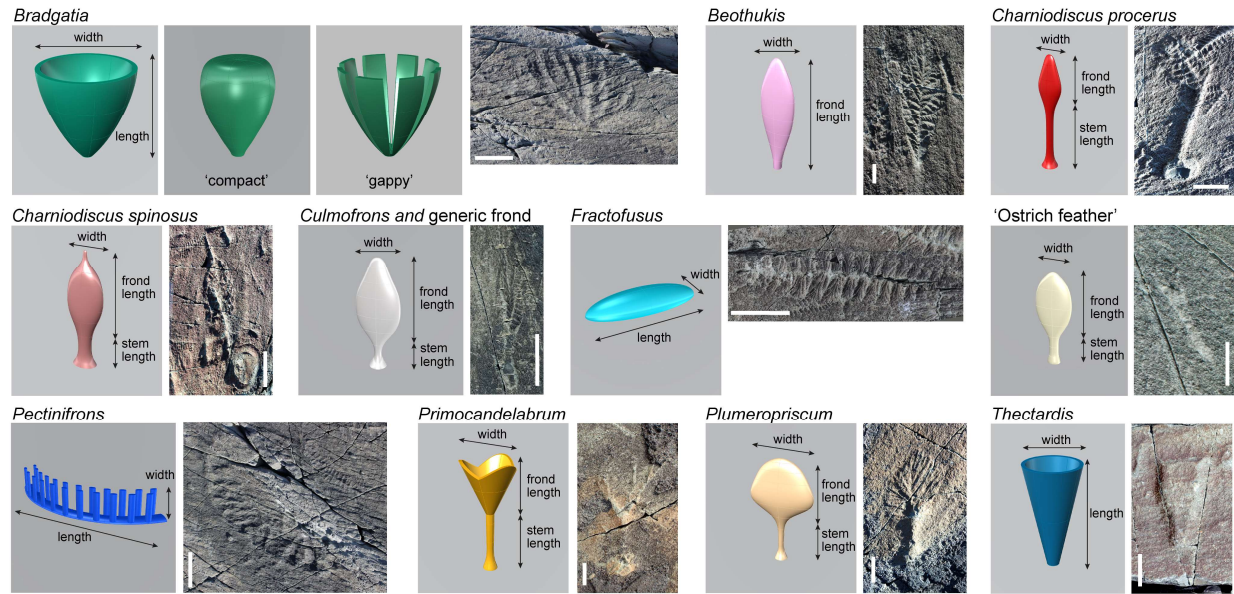 Bradgatia
width
length
'compact'
'gappy'
Beothukis
width
frond
length
Charniodiscus procerus
width
frond
length
stem
length
Charniodiscus spinosus
width
frond
length
stem
length
Culmofrons and generic frond
width
frond
length
stem
length
Fractofusus
width
length
'Ostrich feather'
width
frond
length
stem
length
Pectinifrons
width
length
Primocandelabrum
width
frond
length
stem
length
Plumeropriscum
width
frond
length
stem
length
Thectardis
width
length